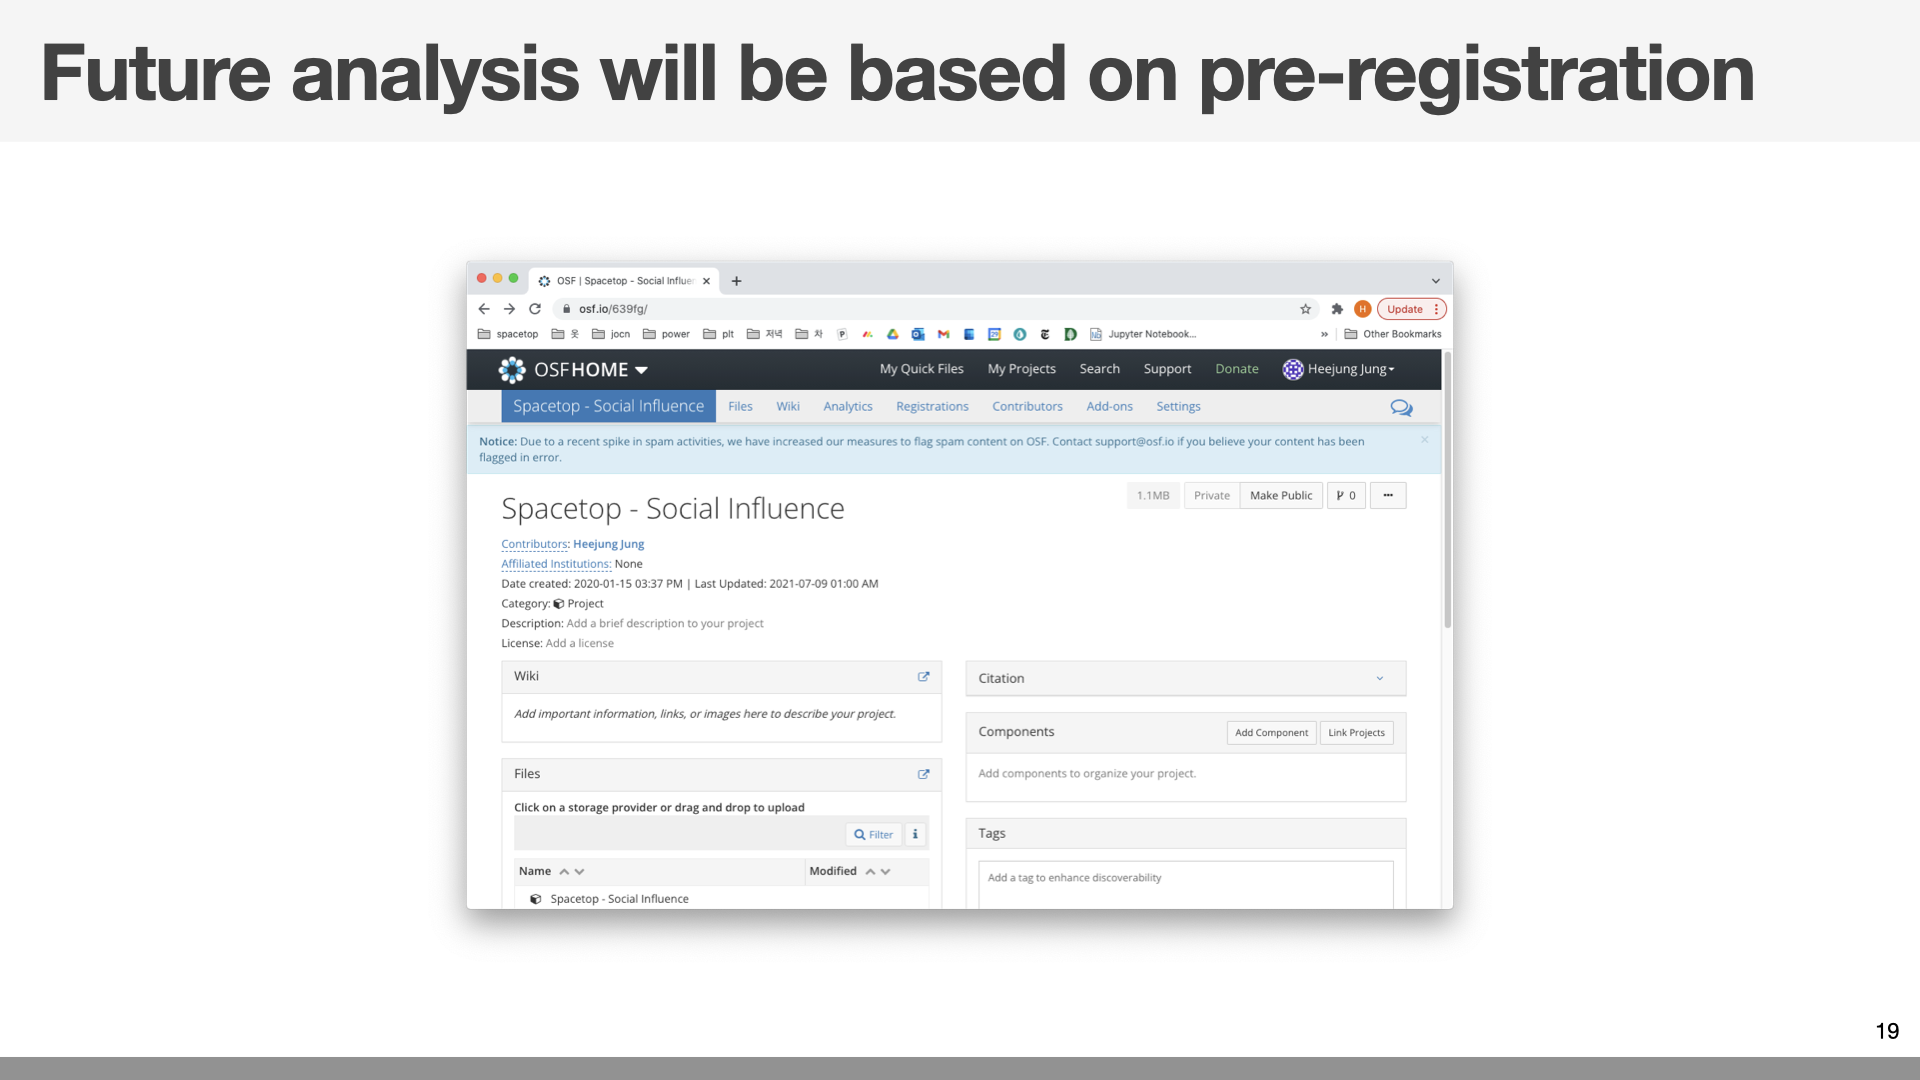 Future analysis will be based on pre-registration
OSF | Spacetop - Social Influen
osf.io/639fg/
H
Update
spacetop 옷 jocn power plt 저녁 차 P Jupyter Notebook... » Other Bookmarks
OSFHOME My Quick Files My Projects Search Support Donate Heejung Jung
Spacetop - Social Influence Files Wiki Analytics Registrations Contributors Add-ons Settings
Notice: Due to a recent spike in spam activities, we have increased our measures to flag spam content on OSF. Contact support@osf.io if you believe your content has been
flagged in error.
1.1MB Private Make Public 0 ...
Spacetop - Social Influence
Contributors: Heejung Jung
Affiliated Institutions: None
Date created: 2020-01-15 03:37 PM | Last Updated: 2021-07-09 01:00 AM
Category: Project
Description: Add a brief description to your project
License: Add a license
Wiki
Add important information, links, or images here to describe your project.
Files
Click on a storage provider or drag and drop to upload
Filter i
Name Modified
Spacetop - Social Influence
Citation
Components Add Component Link Projects
Add components to organize your project.
Tags
Add a tag to enhance discoverability
19